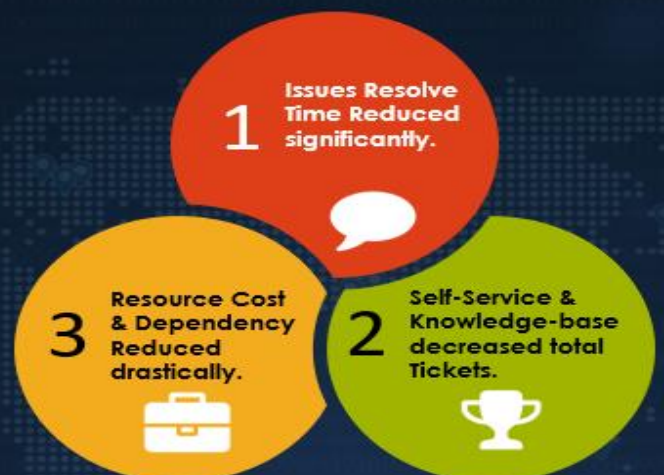 1
Issues Resolve
Time Reduced
significantly.
2
Self-Service &
Knowledge-base
decreased total
Tickets.
3
Resource Cost
& Dependency
Reduced
drastically.